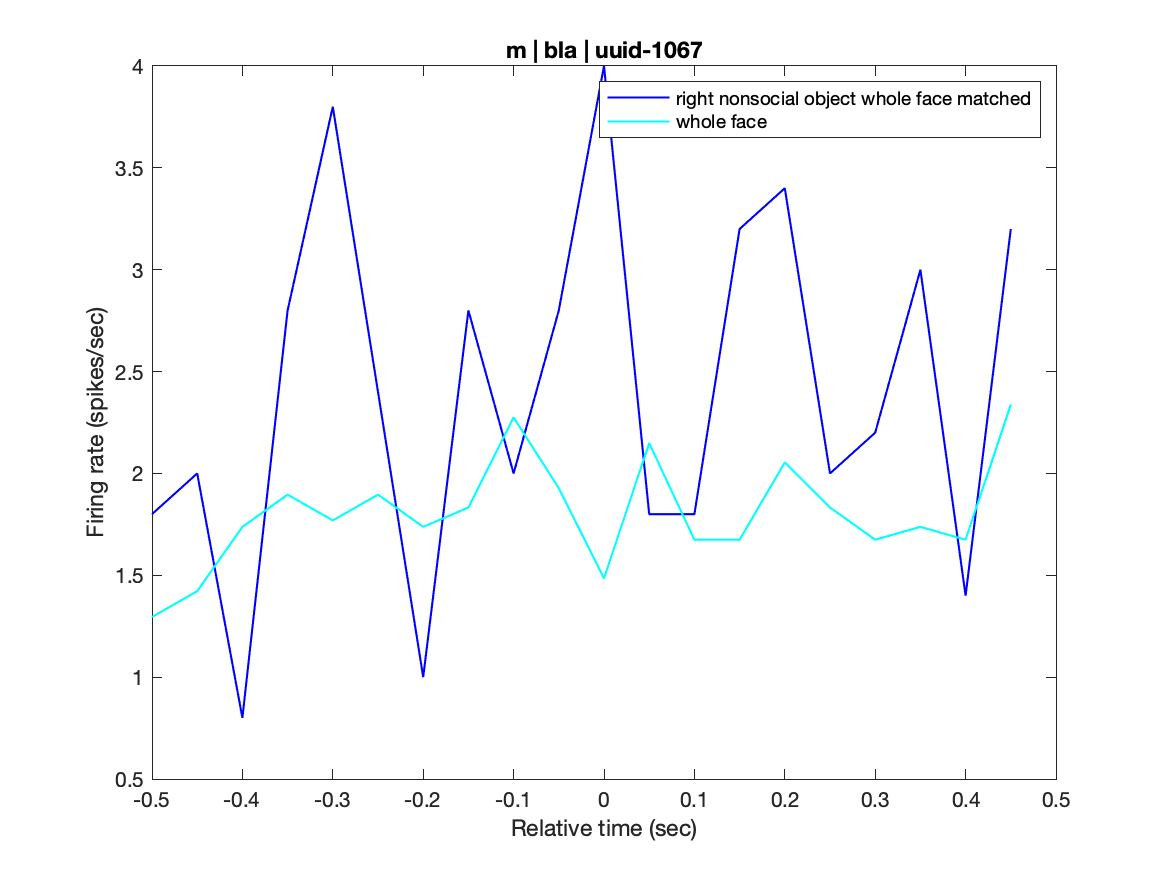 m | bla | uuid-1067
right nonsocial object whole face matched
whole face
Firing rate (spikes/sec)
4
3.5
3
2.5
2
1.5
1
0.5
-0.5 -0.4 -0.3 -0.2 -0.1 0 0.1 0.2 0.3 0.4 0.5
Relative time (sec)